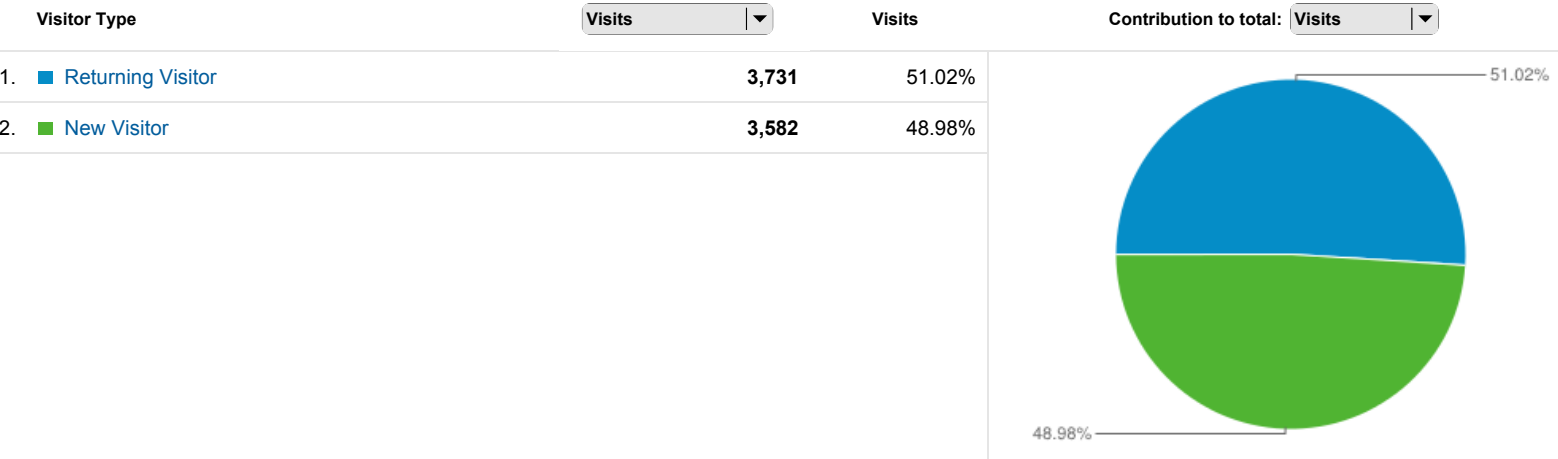 Visitor Type Visits Visits Contribution to total: Visits
1. Returning Visitor 3,731 51.02%
51.02%
2. New Visitor 3,582 48.98%
48.98%